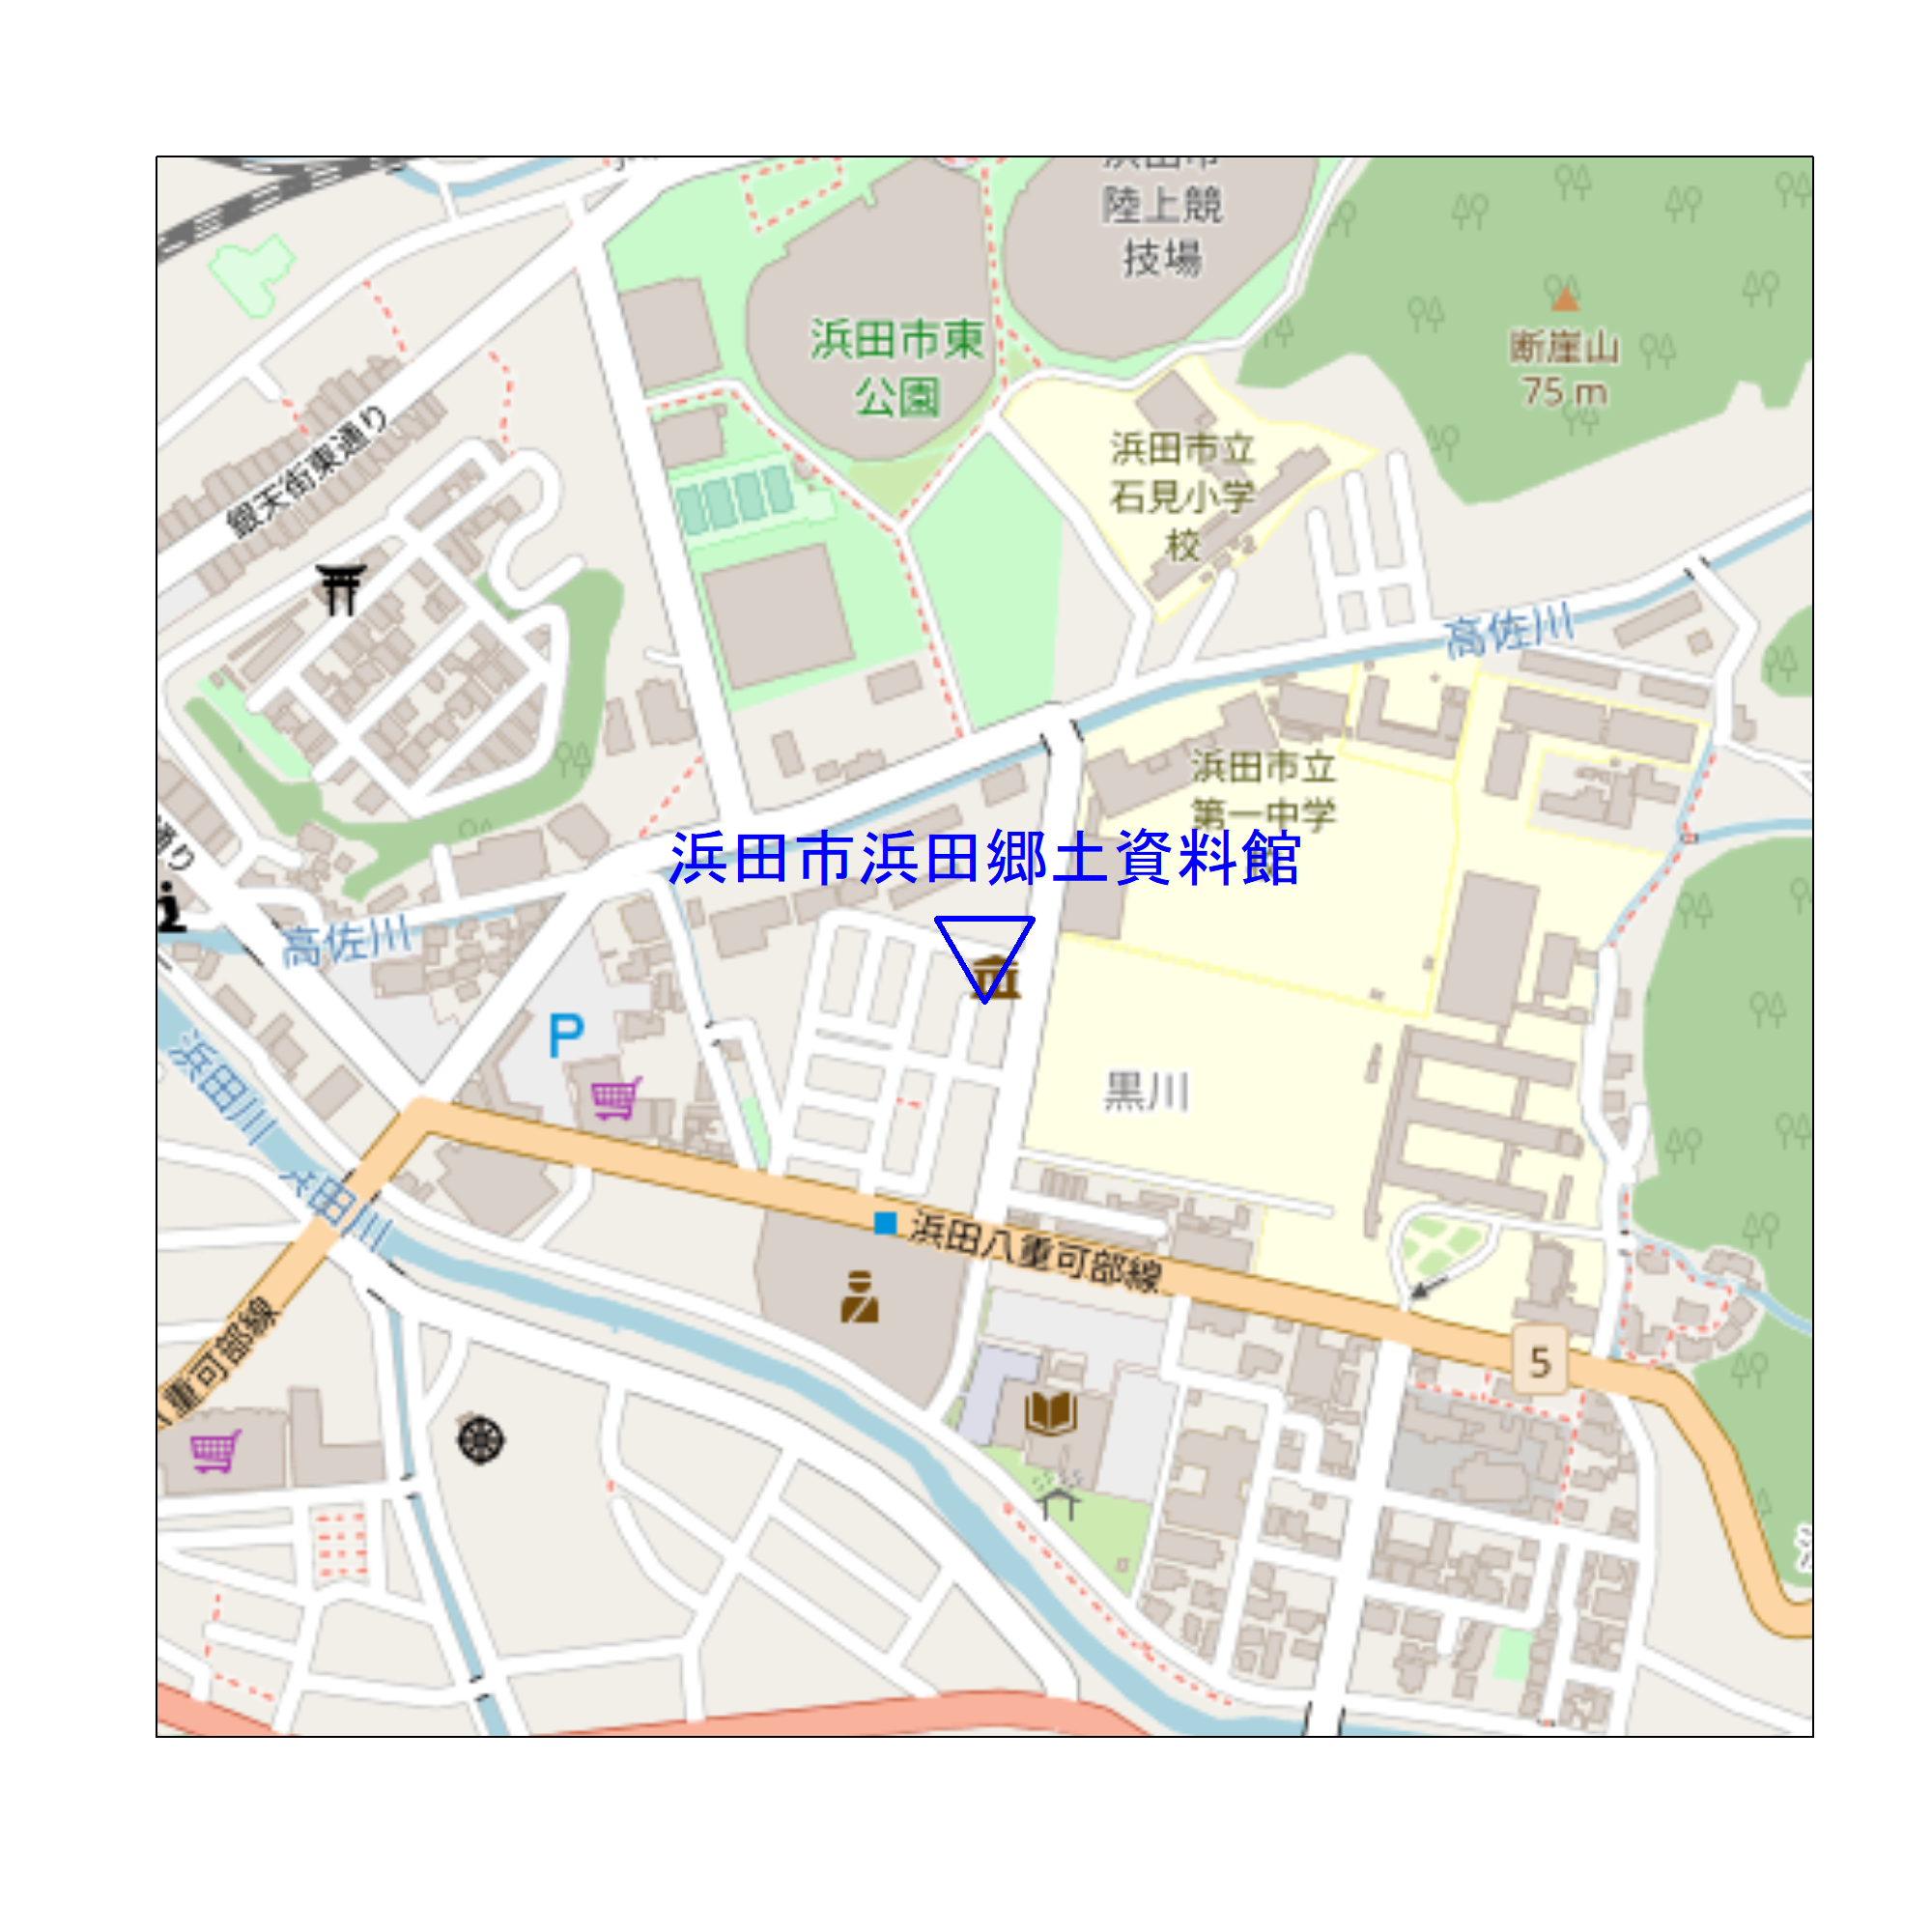 陸上競
技場
浜田市東
公園
断崖山
75 m
浜田市立
石見小学
校
銀天街東通り
高佐川
浜田市立
第一中学
浜田市浜田郷土資料館
通り
高佐川
P
浜田川
黒川
浜田川
浜田八重可部線
重可部線
5